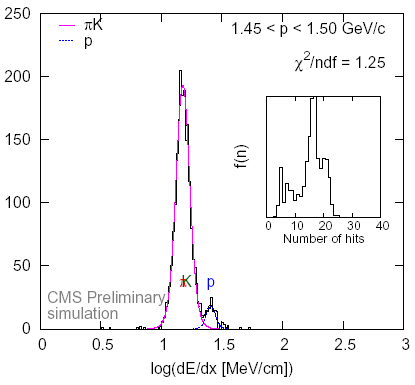 250
200
150
100
50
0
πK
p
1.45 < p < 1.50 GeV/c
χ²/ndf = 1.25
f(n)
0 10 20 30 40
Number of hits
πK p
CMS Preliminary
simulation
0 0.5 1 1.5 2 2.5 3
log(dE/dx [MeV/cm])